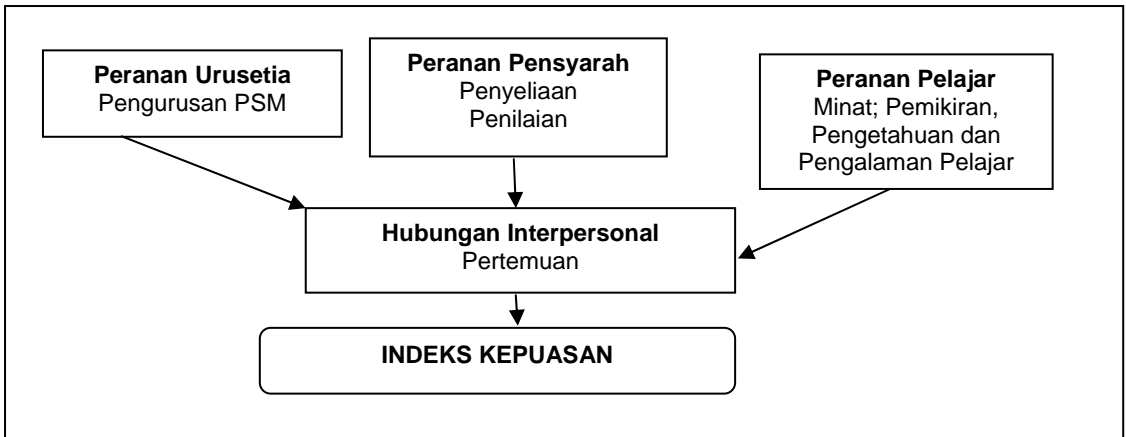 Peranan Urusetia
Pengurusan PSM
Peranan Pensyarah
Penyeliaan
Penilaian
Peranan Pelajar
Minat; Pemikiran,
Pengetahuan dan
Pengalaman Pelajar
Hubungan Interpersonal
Pertemuan
INDEKS KEPUASAN